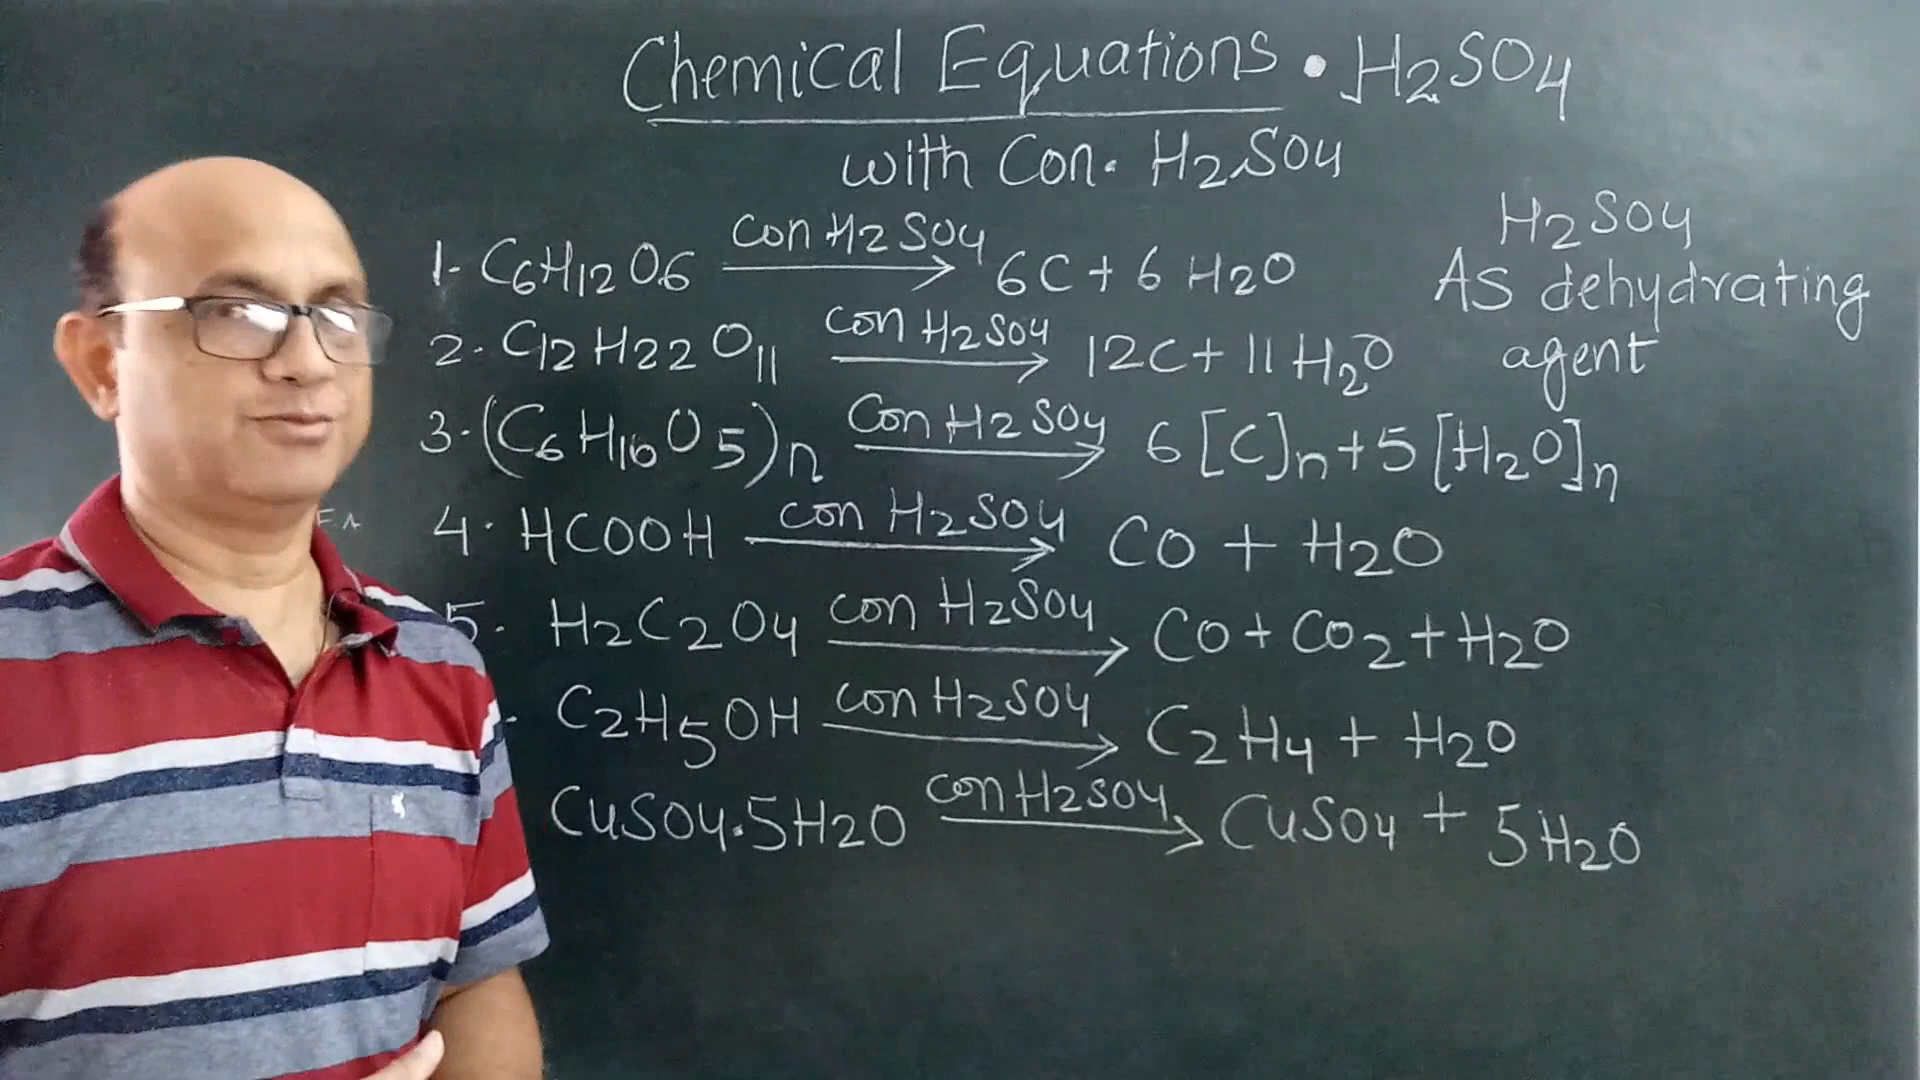 Chemical Equations • H2SO4
with Con. H2SO4
H2SO4
As dehydrating
agent
1- C6H12O6 con H2SO4 → 6C + 6 H2O
2- C12H22O11 con H2SO4 → 12C + 11 H2O
3- (C6H10O5)n Con H2SO4 → 6[C]n + 5[H2O]n
4. HCOOH con H2SO4 → CO + H2O
5. H2C2O4 con H2SO4 → CO + CO2 + H2O
- C2H5OH con H2SO4 → C2H4 + H2O
CuSO4.5H2O con H2SO4 → CuSO4 + 5H2O